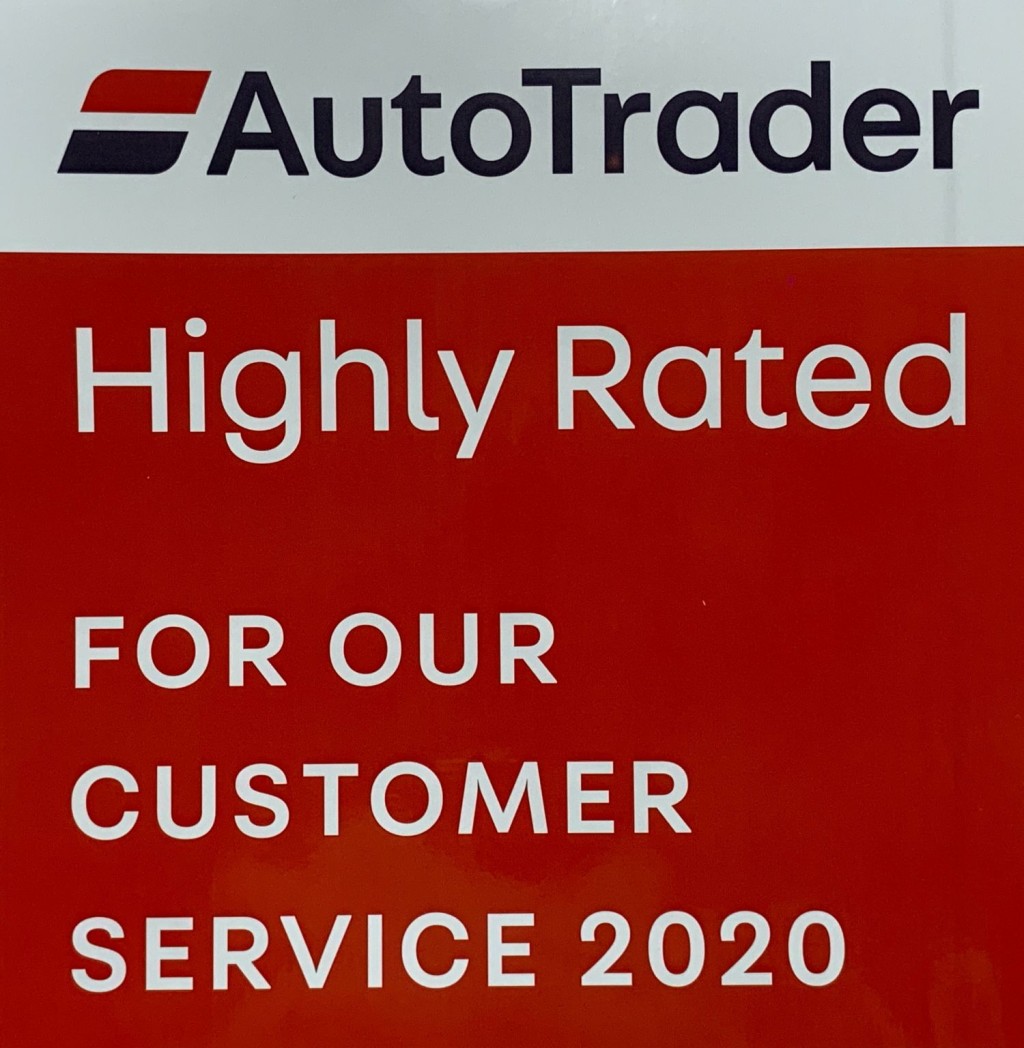 AutoTrader
Highly Rated
FOR OUR
CUSTOMER
SERVICE 2020